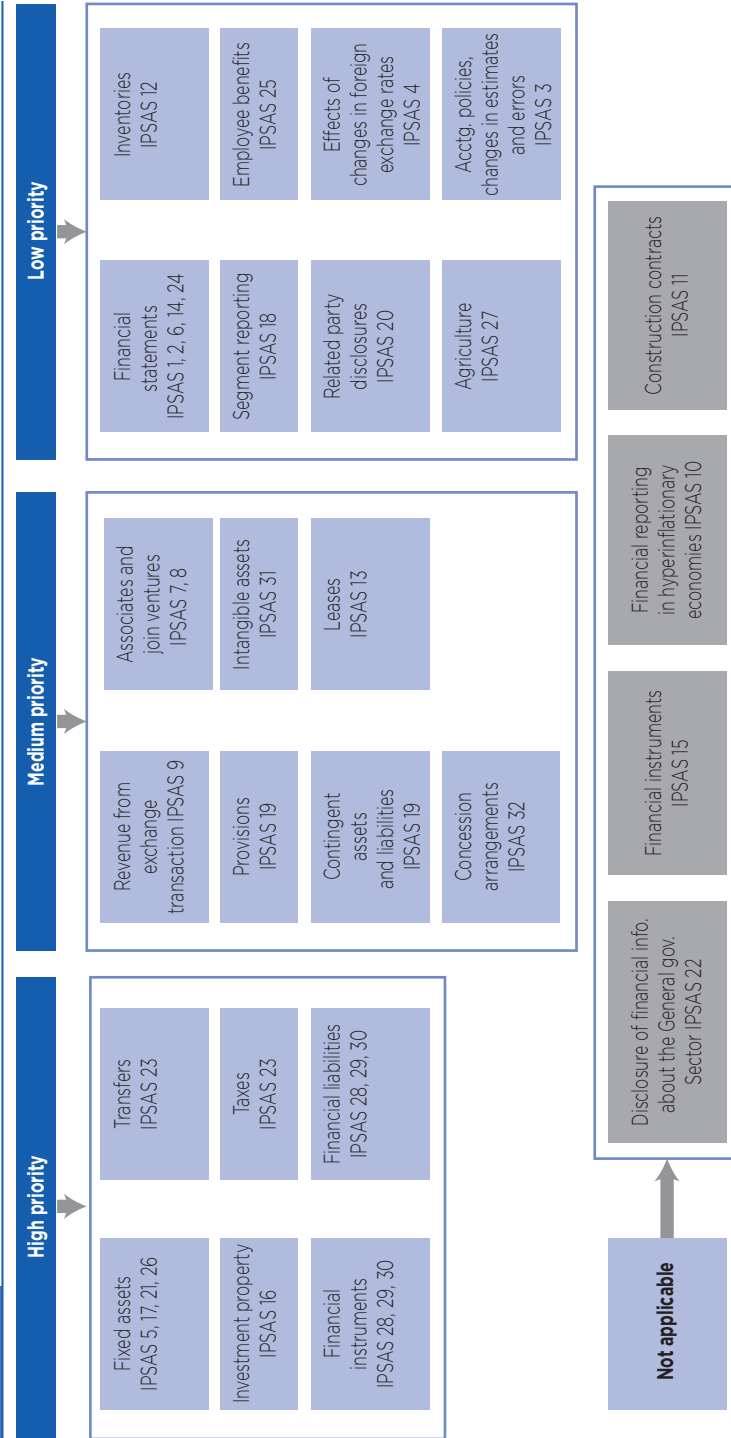 High priority
Fixed assets
IPSAS 5, 17, 21, 26
Transfers
IPSAS 23
Investment property
IPSAS 16
Taxes
IPSAS 23
Financial
instruments
IPSAS 28, 29, 30
Financial liabilities
IPSAS 28, 29, 30
Medium priority
Revenue from
exchange
transaction IPSAS 9
Associates and
join ventures
IPSAS 7, 8
Provisions
IPSAS 19
Intangible assets
IPSAS 31
Contingent
assets
and liabilities
IPSAS 19
Leases
IPSAS 13
Concession
arrangements
IPSAS 32
Low priority
Financial
statements
IPSAS 1, 2, 6, 14, 24
Inventories
IPSAS 12
Segment reporting
IPSAS 18
Employee benefits
IPSAS 25
Related party
disclosures
IPSAS 20
Effects of
changes in foreign
exchange rates
IPSAS 4
Agriculture
IPSAS 27
Acctg. policies,
changes in estimates
and errors
IPSAS 3
Not applicable
Disclosure of financial info.
about the General gov.
Sector IPSAS 22
Financial instruments
IPSAS 15
Financial reporting
in hyperinflationary
economies IPSAS 10
Construction contracts
IPSAS 11